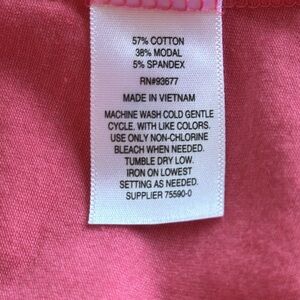 57% COTTON
38% MODAL
5% SPANDEX
RN#93677
MADE IN VIETNAM
MACHINE WASH COLD GENTLE
CYCLE, WITH LIKE COLORS.
USE ONLY NON-CHLORINE
BLEACH WHEN NEEDED.
TUMBLE DRY LOW.
IRON ON LOWEST
SETTING AS NEEDED.
SUPPLIER 75590-0